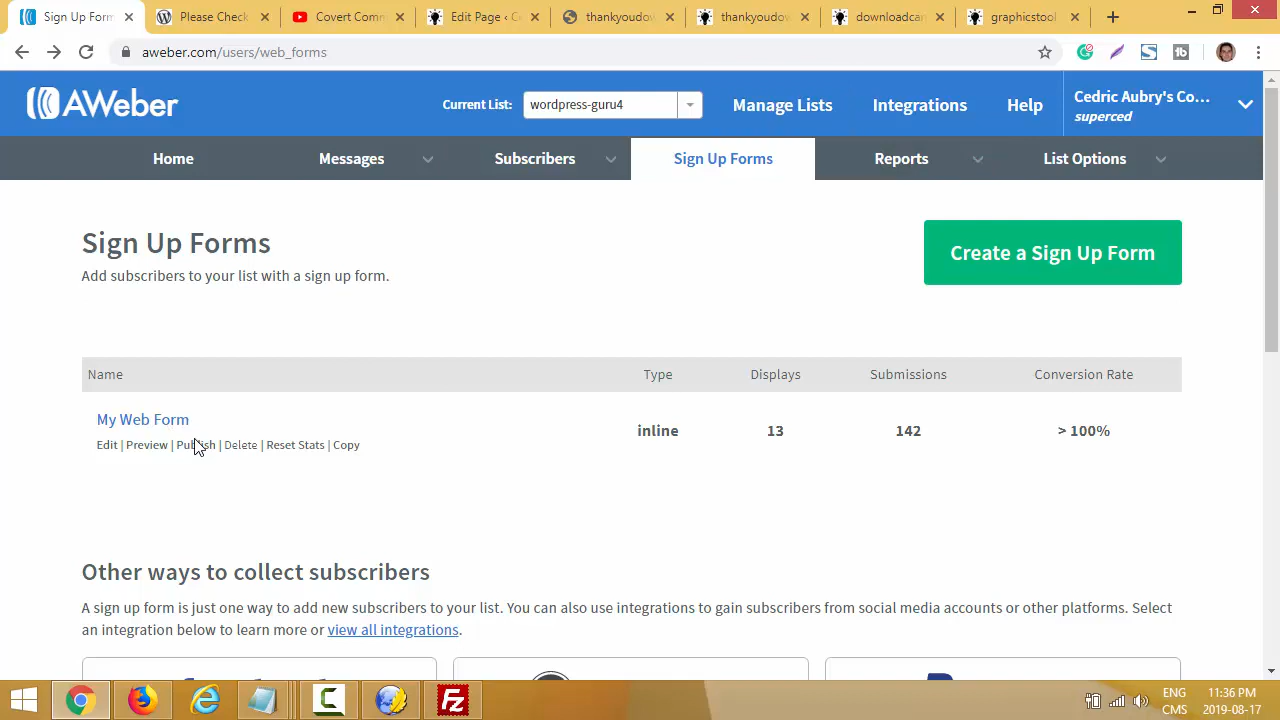 Sign Up Form
Please Check
Covert Comm
Edit Page ‹ C
thankyoudow
thankyoudow
downloadcar
graphicstool
aweber.com/users/web_forms
AWeber
Current List:
wordpress-guru4
Manage Lists
Integrations
Help
Cedric Aubry's Co...
superced
Home
Messages
Subscribers
Sign Up Forms
Reports
List Options
Sign Up Forms
Add subscribers to your list with a sign up form.
Create a Sign Up Form
Name
Type
Displays
Submissions
Conversion Rate
My Web Form
Edit | Preview | Publish | Delete | Reset Stats | Copy
inline
13
142
> 100%
Other ways to collect subscribers
A sign up form is just one way to add new subscribers to your list. You can also use integrations to gain subscribers from social media accounts or other platforms. Select
an integration below to learn more or view all integrations.
ENG
11:36 PM
CMS
2019-08-17